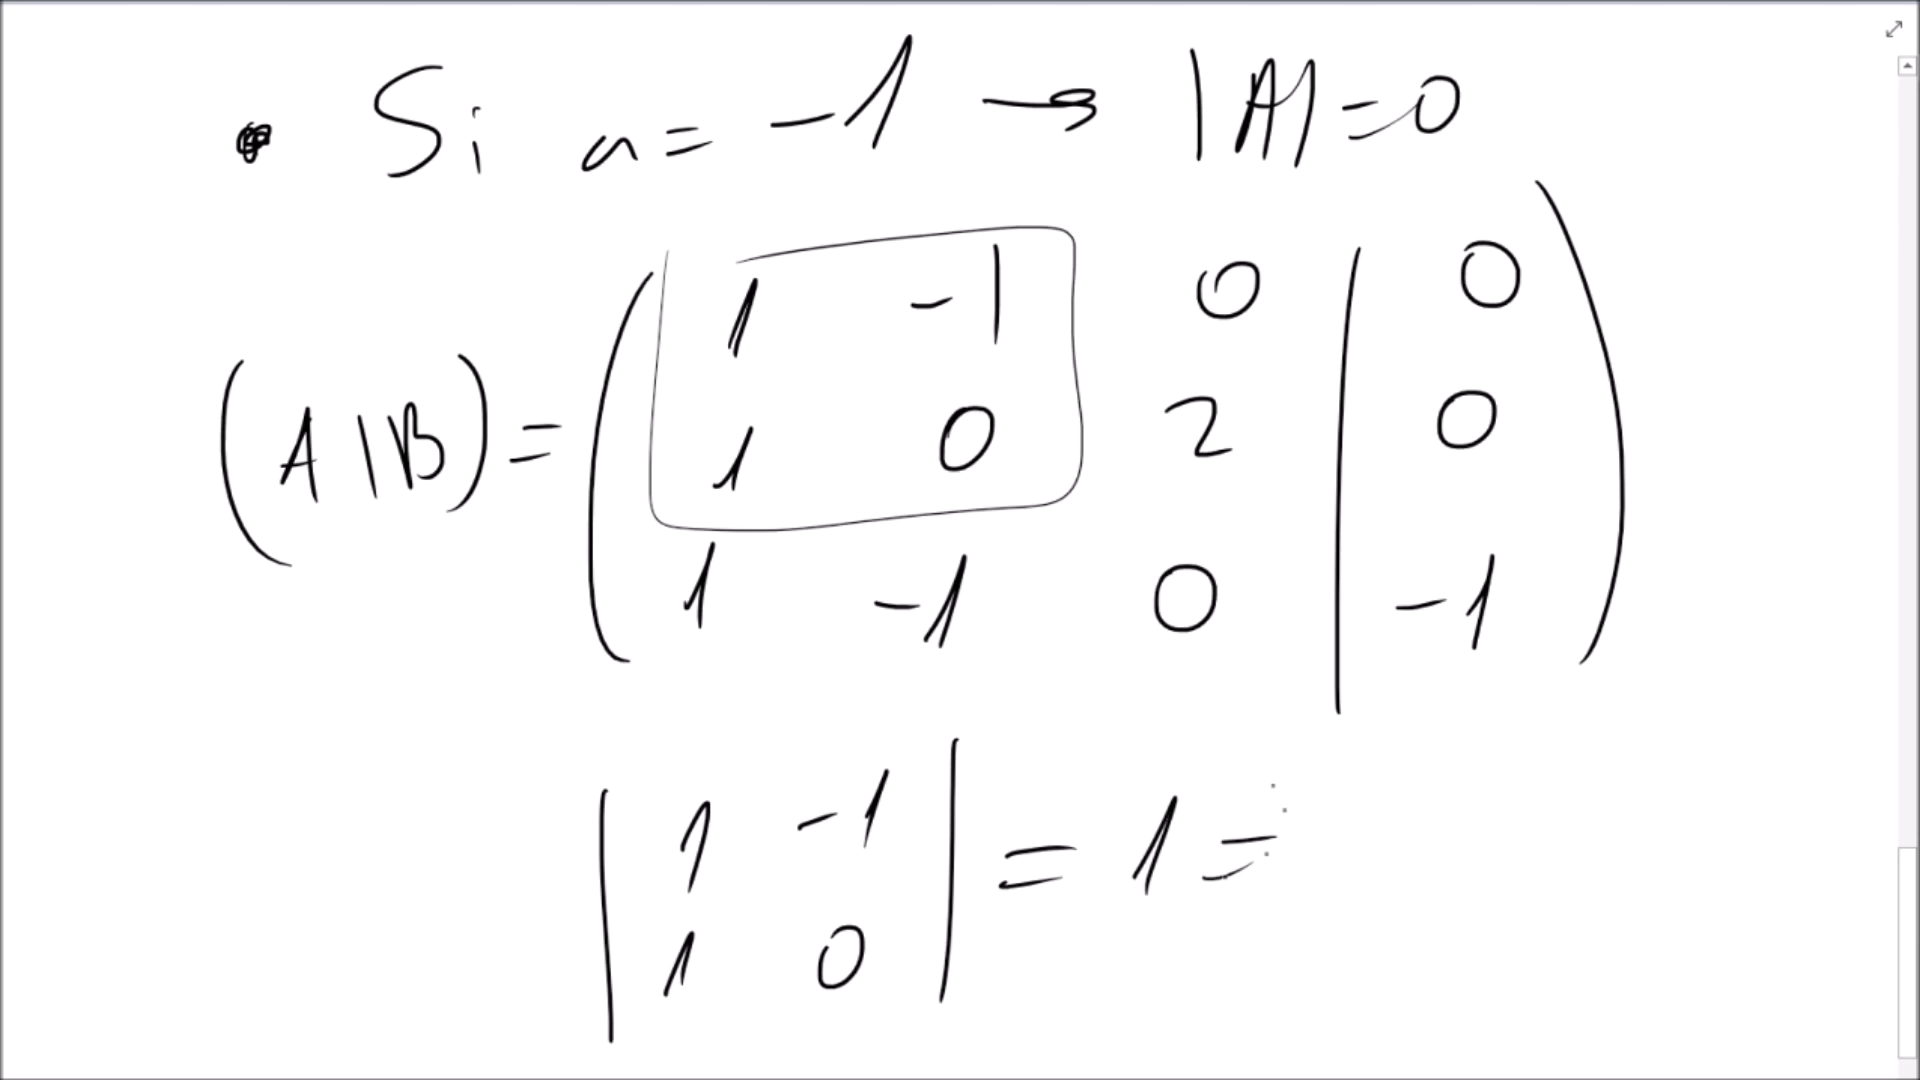 • Si a = -1 → |A| = 0
1 -1 0 | 0
(A|B) = ( 1 0 2 | 0 )
1 -1 0 | -1
| 1 -1 | = 1 =
| 1 0 |